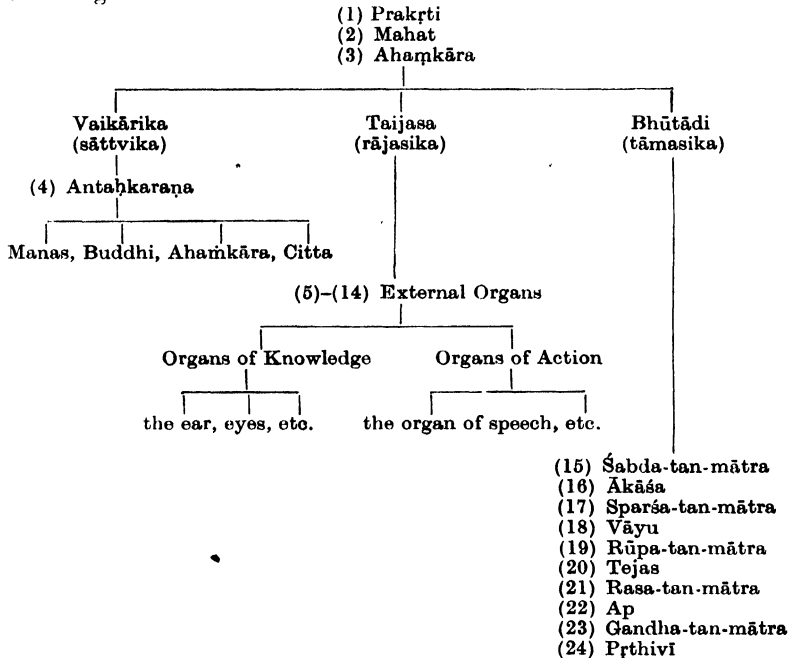 (1) Prakṛti
(2) Mahat
(3) Ahaṃkāra
Vaikārika
(sāttvika)
Taijasa
(rājasika)
Bhūtādi
(tāmasika)
(4) Antaḥkaraṇa
Manas, Buddhi, Ahaṁkāra, Citta
(5)–(14) External Organs
Organs of Knowledge
Organs of Action
the ear, eyes, etc.
the organ of speech, etc.
(15) Śabda-tan-mātra
(16) Ākāśa
(17) Sparśa-tan-mātra
(18) Vāyu
(19) Rūpa-tan-mātra
(20) Tejas
(21) Rasa-tan-mātra
(22) Ap
(23) Gandha-tan-mātra
(24) Pṛthivī